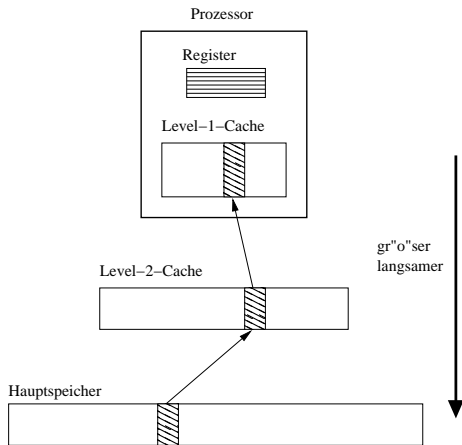 Prozessor
Register
Level−1−Cache
gr"o"ser
langsamer
Level−2−Cache
Hauptspeicher